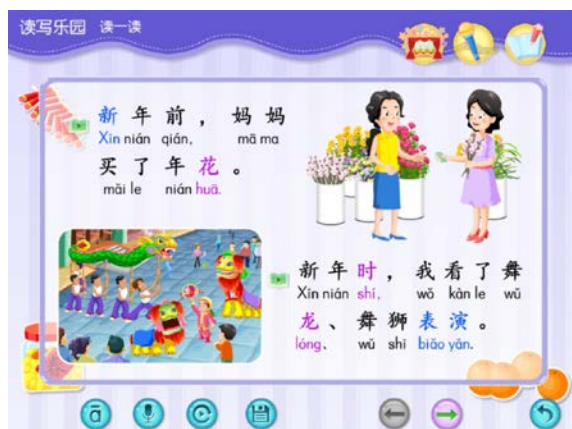 读写乐园 读一读
新年前，妈妈
Xīn nián qián, mā ma
买了年花。
mǎi le nián huā.
新年时，我看了舞
Xīn nián shí, wǒ kàn le wǔ
龙、舞狮表演。
lóng、 wǔ shī biǎo yǎn.
ā